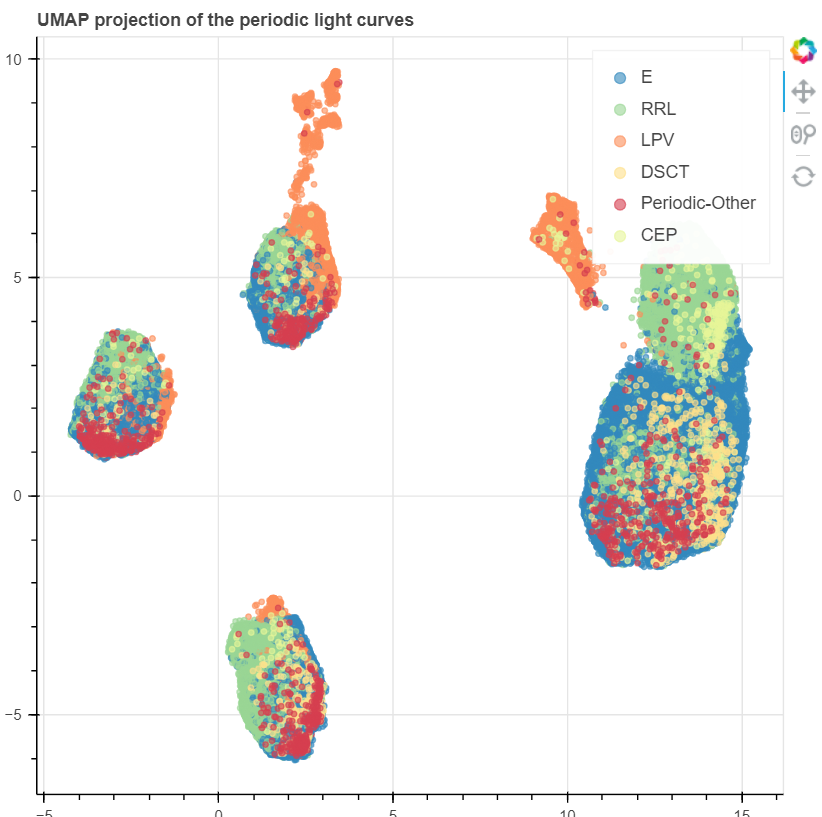 UMAP projection of the periodic light curves
10
5
0
−5
E
RRL
LPV
DSCT
Periodic-Other
CEP
−5
0
5
10
15